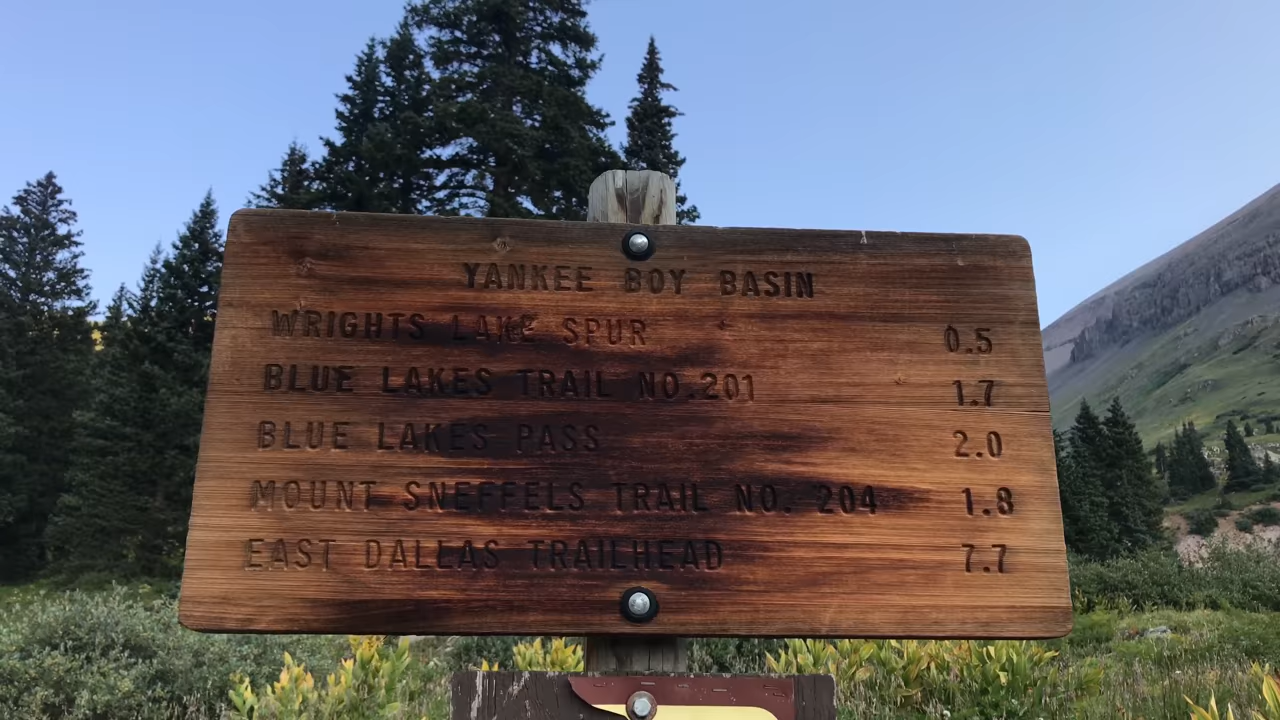 YANKEE BOY BASIN
WRIGHTS LAKE SPUR 0.5
BLUE LAKES TRAIL NO.201 1.7
BLUE LAKES PASS 2.0
MOUNT SNEFFELS TRAIL NO. 204 1.8
EAST DALLAS TRAILHEAD 7.7